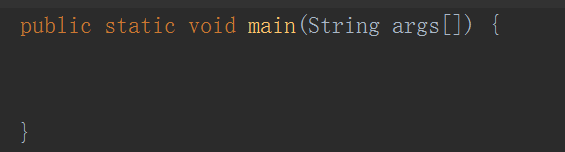 public static void main(String args[]) {
}